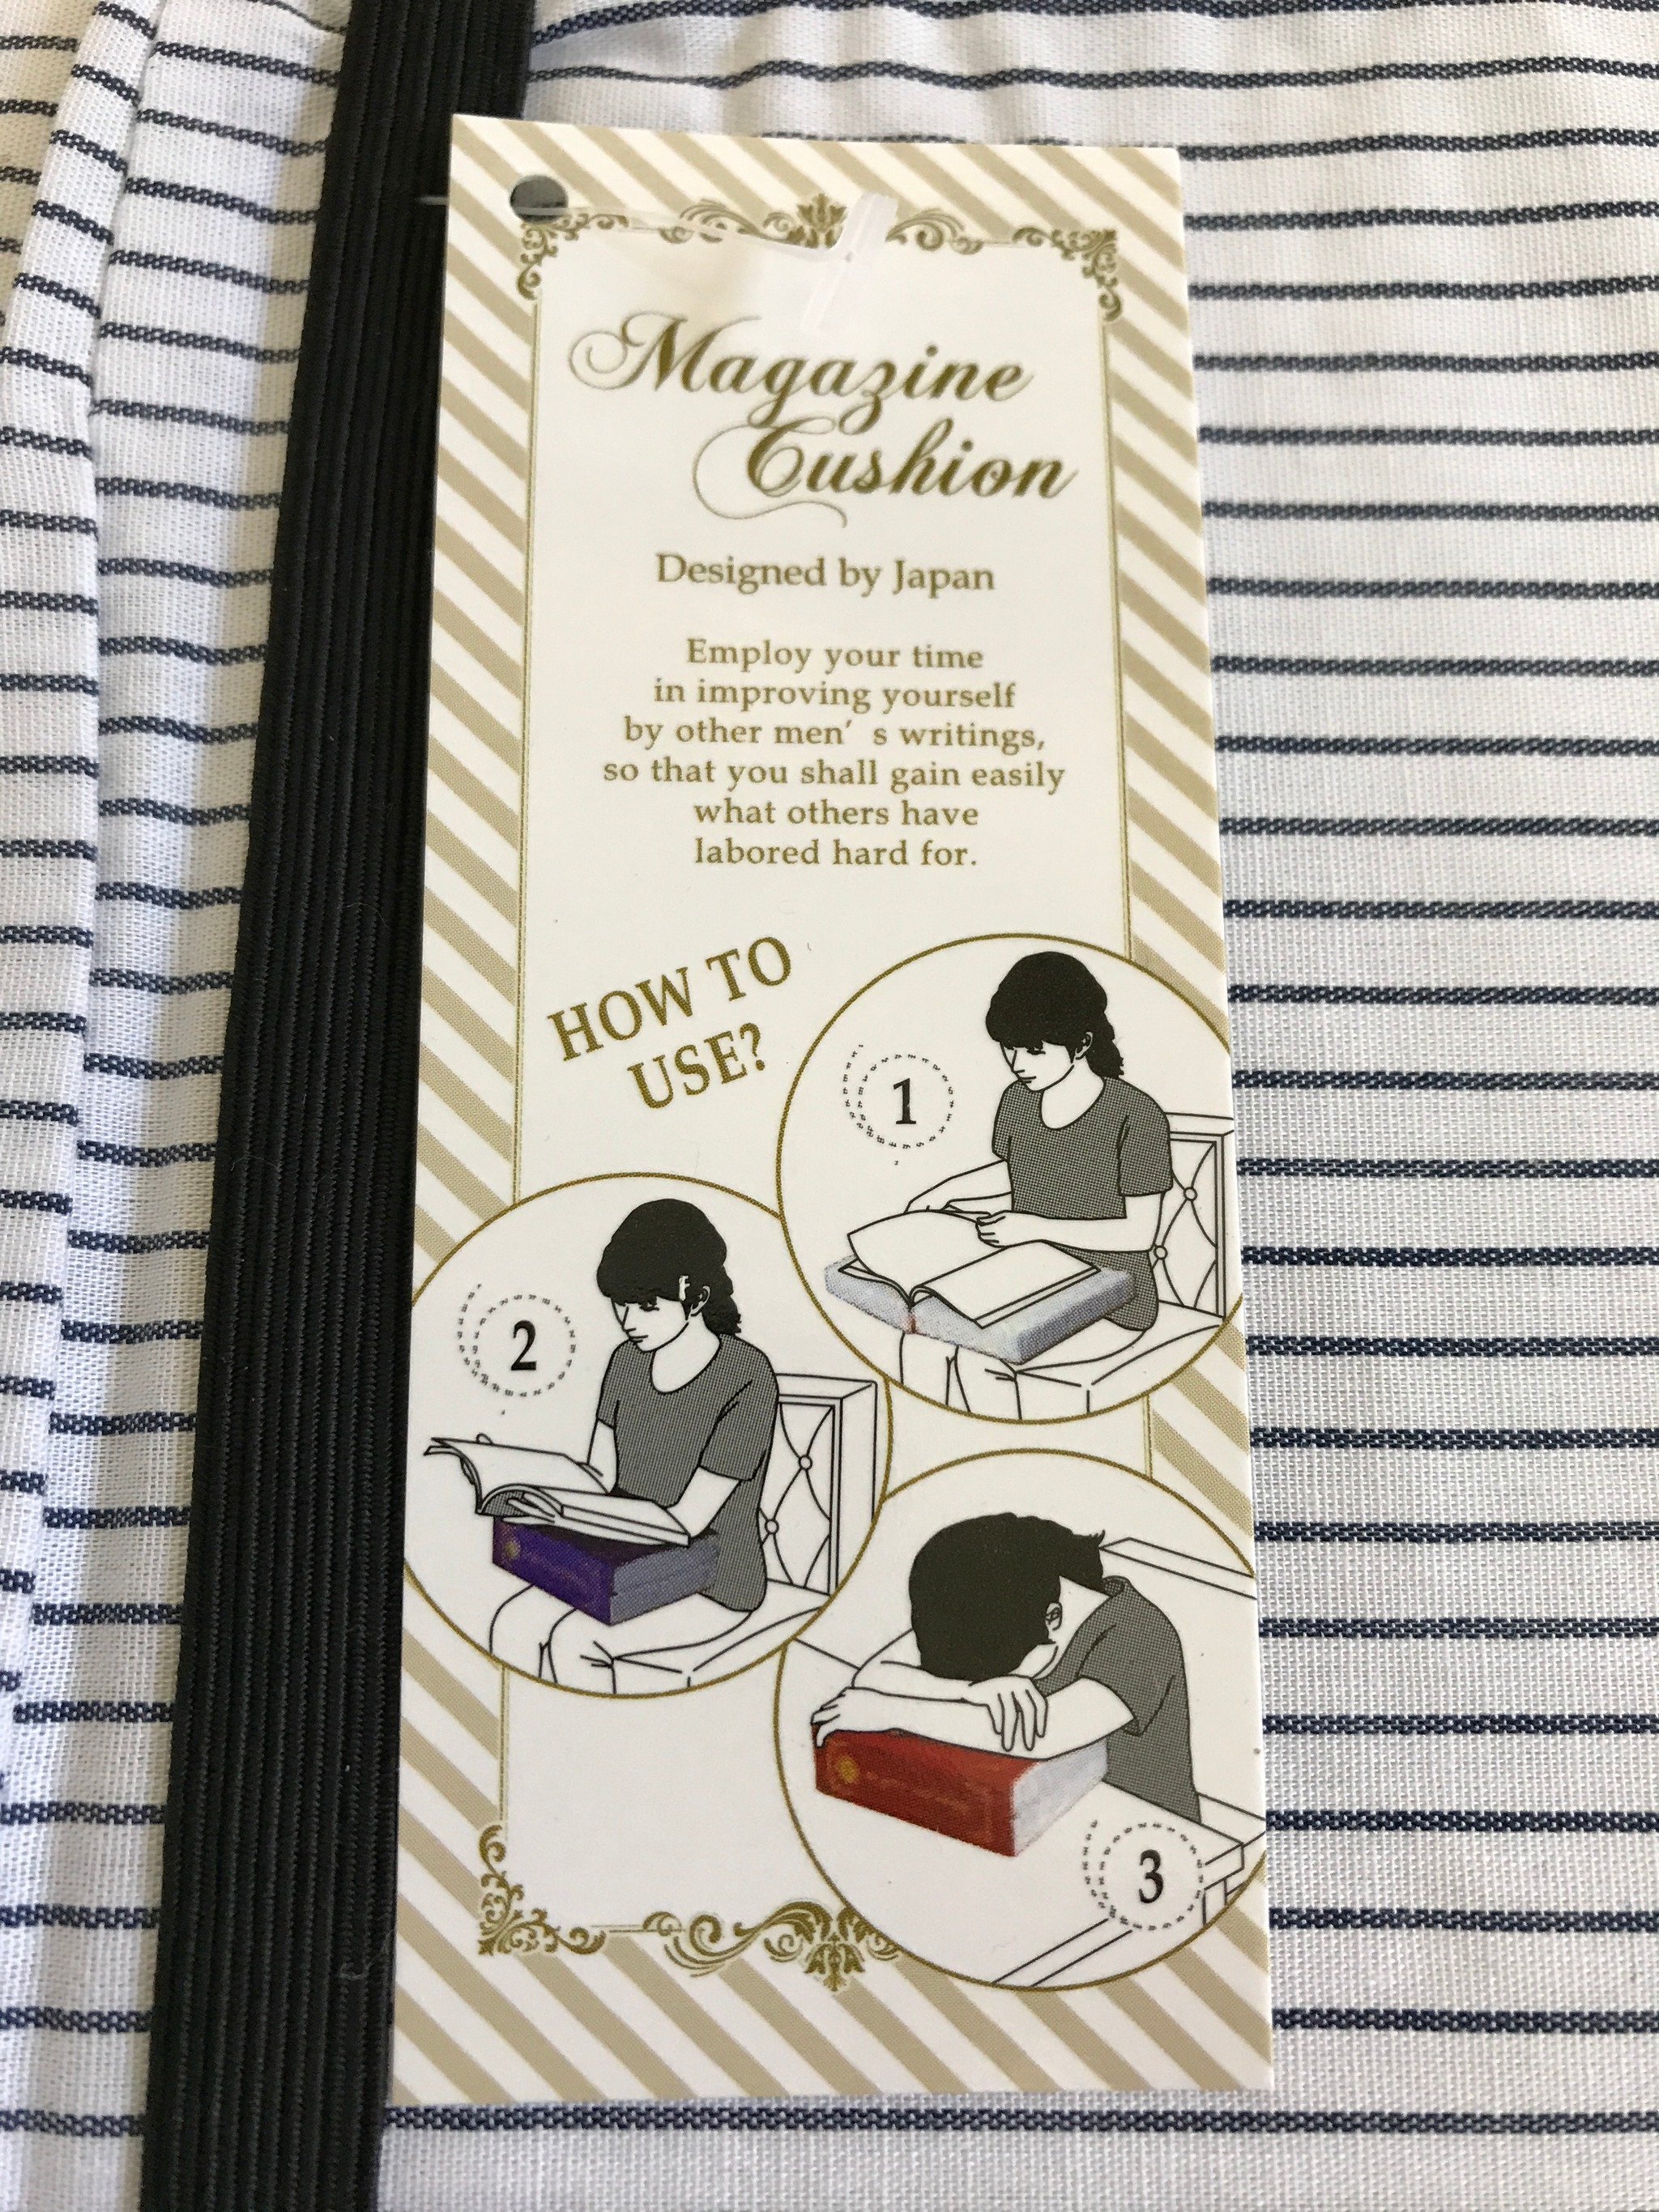 Magazine
Cushion
Designed by Japan
Employ your time
in improving yourself
by other men’ s writings,
so that you shall gain easily
what others have
labored hard for.
HOW TO
USE?
1
2
3